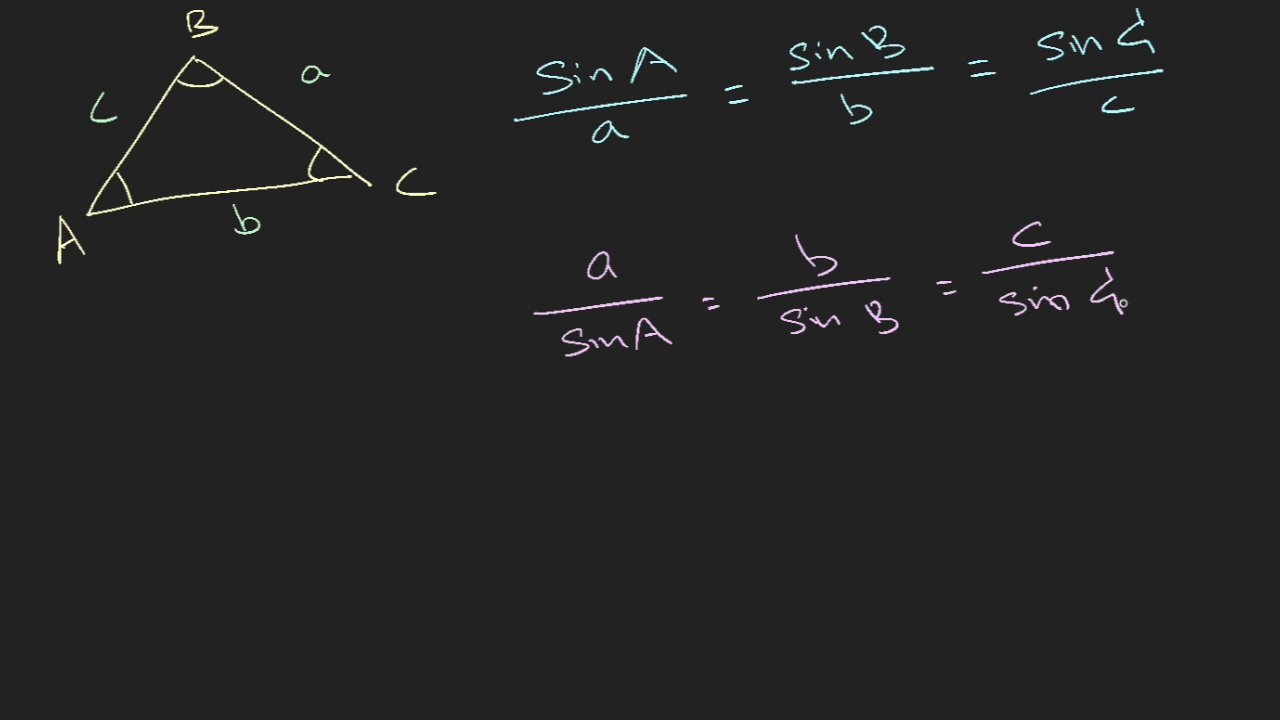 B
a
c
C
b
A
sin A / a = sin B / b = sin C / c
a / sin A = b / sin B = c / sin C